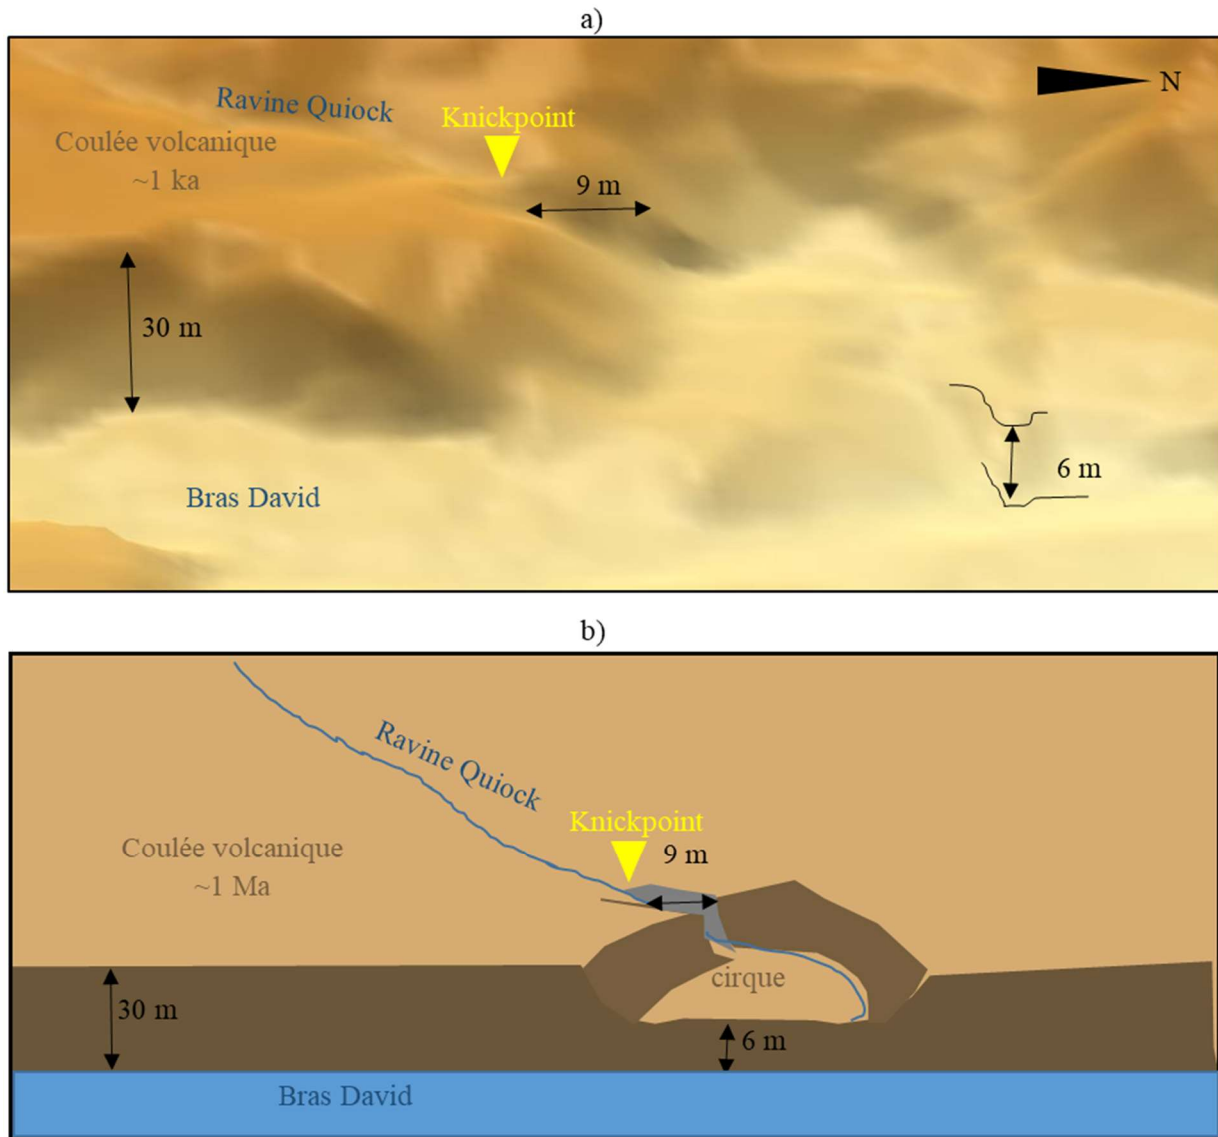 a)
N
Ravine Quiock
Knickpoint
Coulée volcanique
~1 ka
9 m
30 m
6 m
Bras David
b)
Ravine Quiock
Knickpoint
9 m
Coulée volcanique
~1 Ma
cirque
30 m
6 m
Bras David